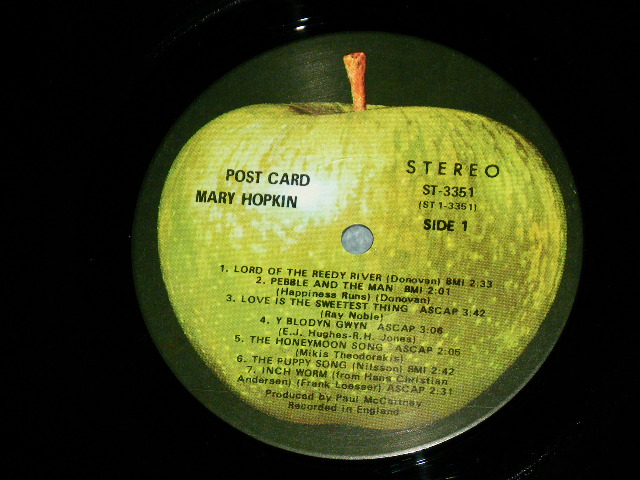 POST CARD
MARY HOPKIN
STEREO
ST-3351
(ST 1-3351)
SIDE 1
1. LORD OF THE REEDY RIVER (Donovan) BMI 2:33
2. PEBBLE AND THE MAN BMI 2:01
(Happiness Runs) (Donovan)
3. LOVE IS THE SWEETEST THING ASCAP 3:42
(Ray Noble)
4. Y BLODYN GWYN ASCAP 3:06
(E.J. Hughes-R.H. Jones)
5. THE HONEYMOON SONG ASCAP 2:05
(Mikis Theodorakis)
6. THE PUPPY SONG (Nilsson) BMI 2:42
7. INCH WORM (from Hans Christian
Andersen) (Frank Loesser) ASCAP 2:31
Produced by Paul McCartney
Recorded in England